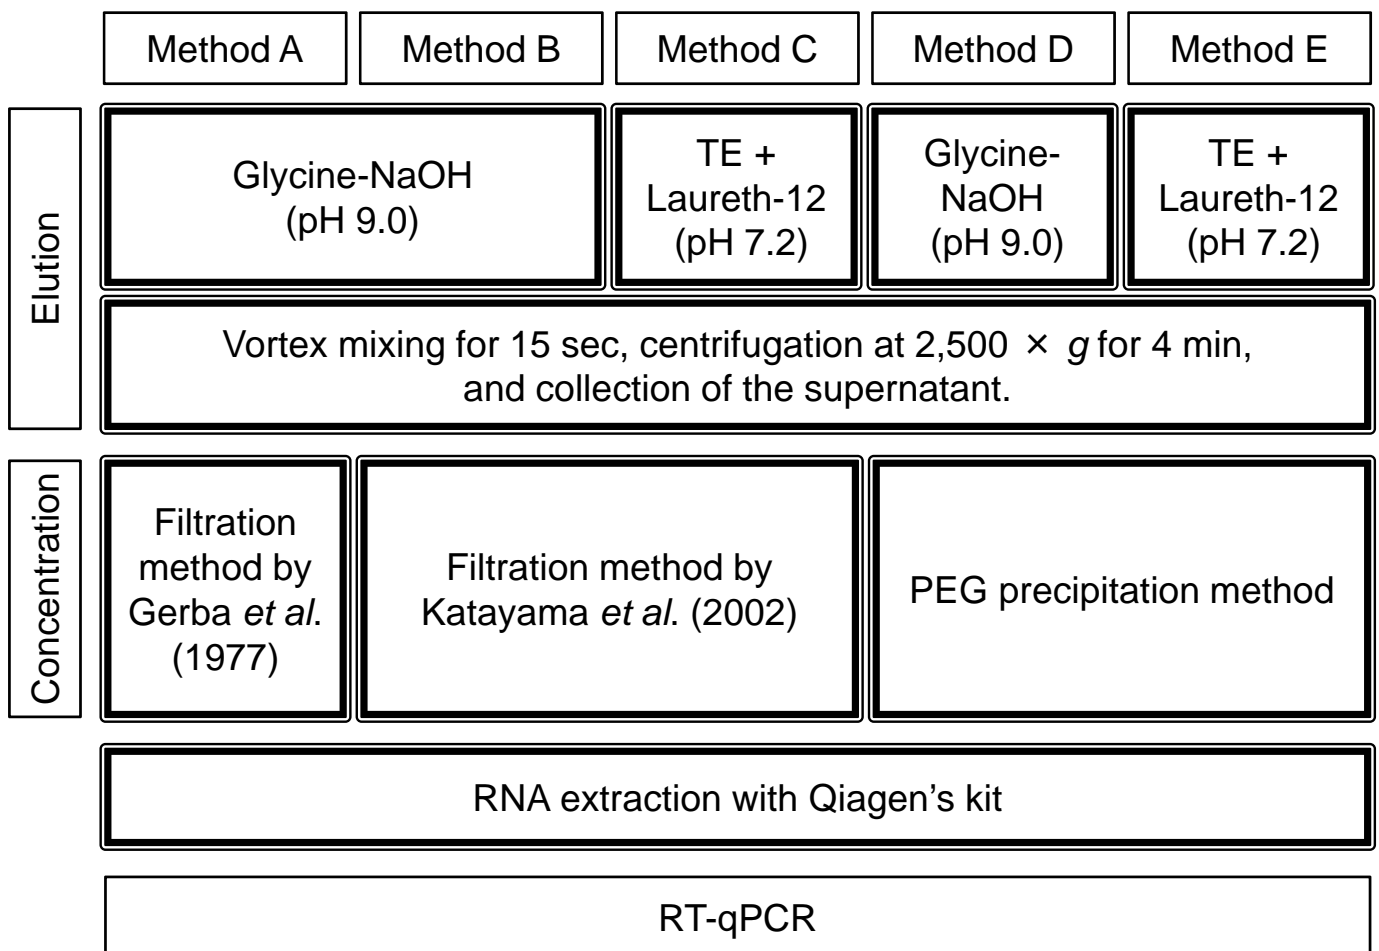 Method A
Method B
Method C
Method D
Method E
Elution
Glycine-NaOH
(pH 9.0)
TE +
Laureth-12
(pH 7.2)
Glycine-
NaOH
(pH 9.0)
TE +
Laureth-12
(pH 7.2)
Vortex mixing for 15 sec, centrifugation at 2,500 × g for 4 min,
and collection of the supernatant.
Concentration
Filtration
method by
Gerba et al.
(1977)
Filtration method by
Katayama et al. (2002)
PEG precipitation method
RNA extraction with Qiagen’s kit
RT-qPCR